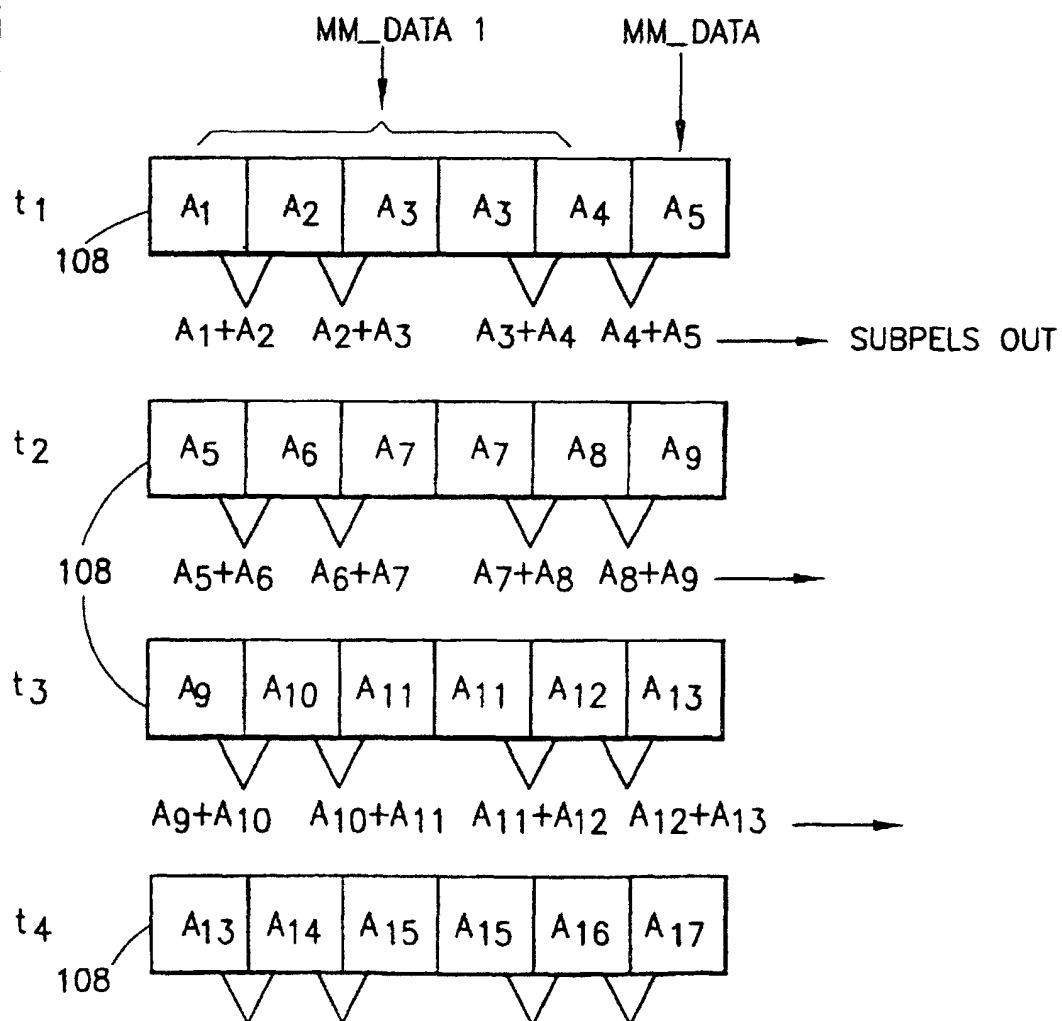 MM_DATA 1 MM_DATA
t1 A1 A2 A3 A3 A4 A5
108
A1+A2 A2+A3 A3+A4 A4+A5 SUBPELS OUT
t2 A5 A6 A7 A7 A8 A9
108
A5+A6 A6+A7 A7+A8 A8+A9
t3 A9 A10 A11 A11 A12 A13
A9+A10 A10+A11 A11+A12 A12+A13
t4 A13 A14 A15 A15 A16 A17
108